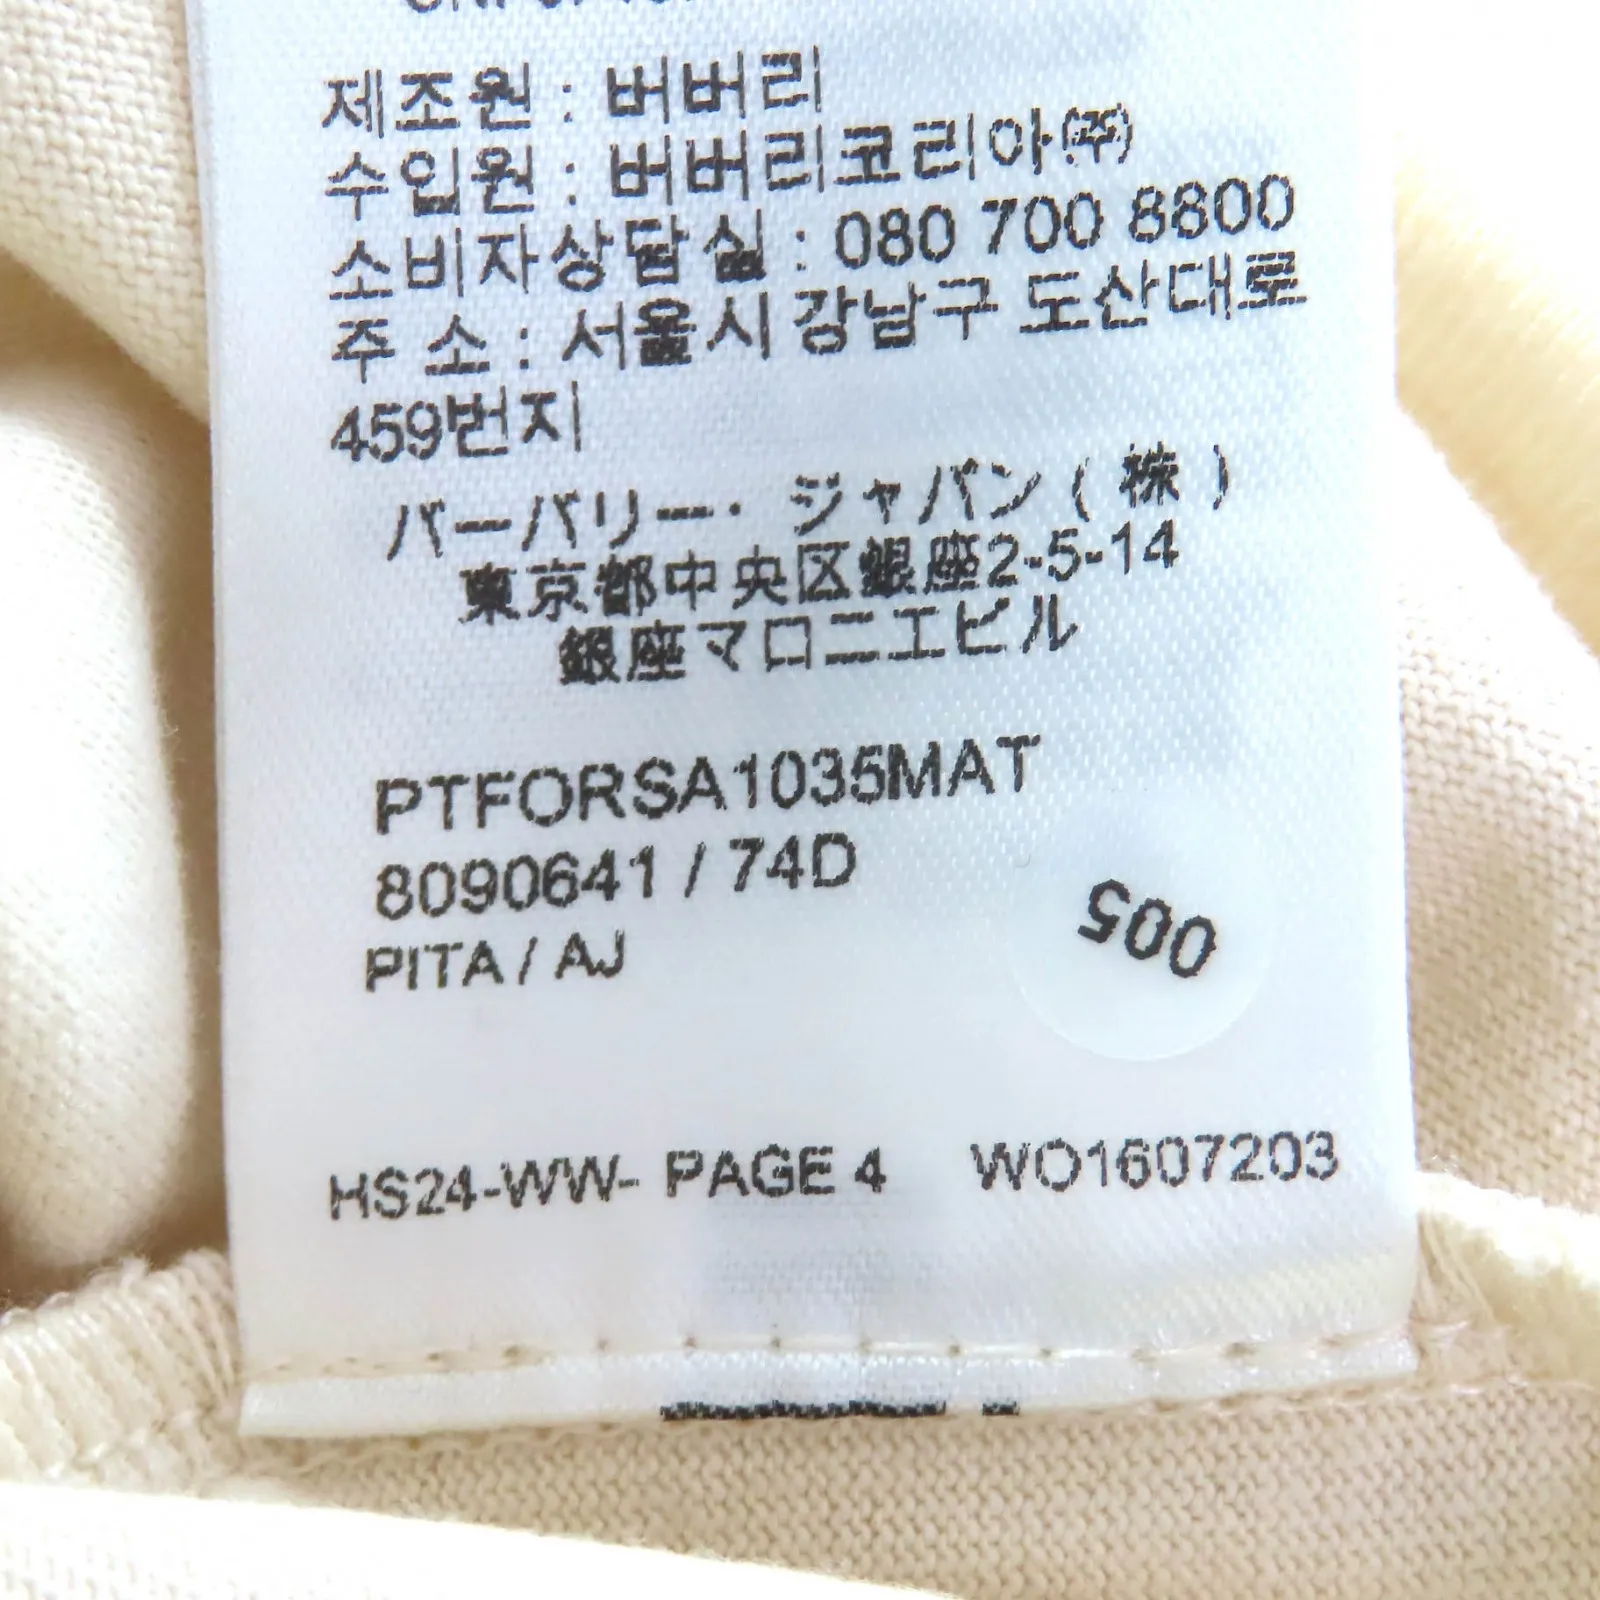 제조원 : 버버리
수입원 : 버버리코리아㈜
소비자상담실 : 080 700 8800
주 소 : 서울시 강남구 도산대로
459번지
バーバリー・ ジャパン ( 株 )
東京都中央区銀座2-5-14
銀座マロニエビル
PTFORSA1035MAT
8090641 / 74D
PITA / AJ
005
HS24-WW- PAGE 4 WO1607203